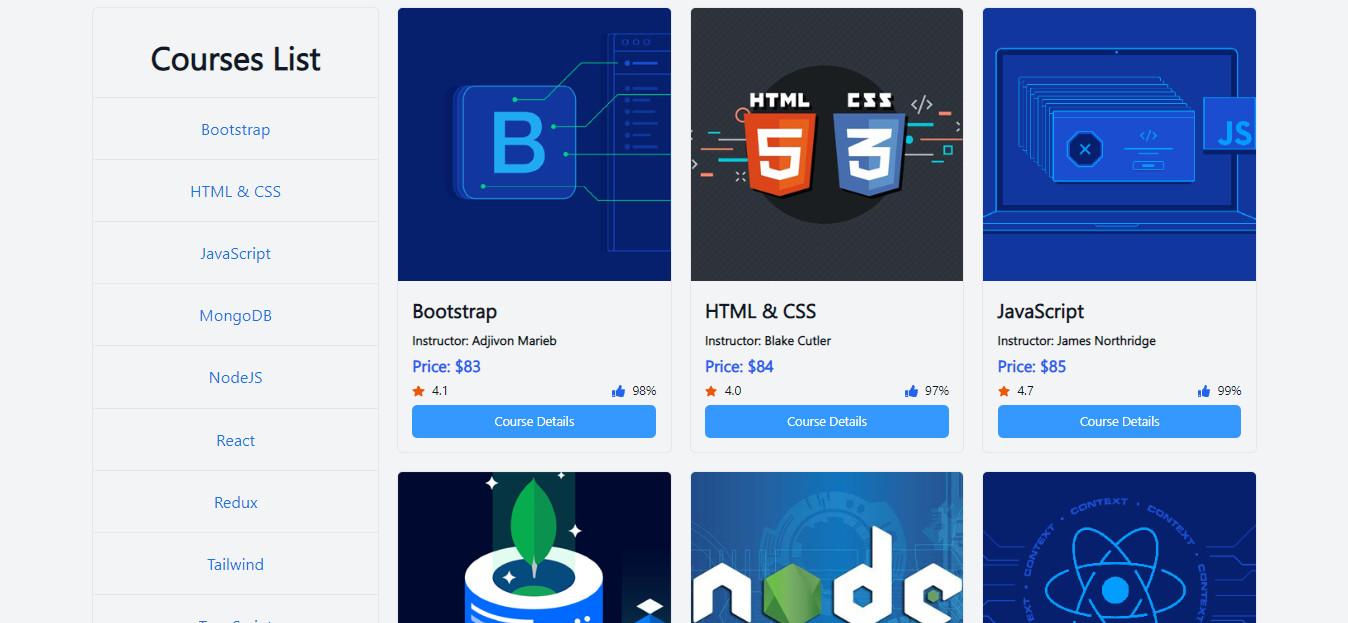 Courses List
Bootstrap
HTML & CSS
JavaScript
MongoDB
NodeJS
React
Redux
Tailwind
B
HTML CSS
5 3
</>
</>
JS
Bootstrap
Instructor: Adjivon Marieb
Price: $83
4.1 98%
Course Details
HTML & CSS
Instructor: Blake Cutler
Price: $84
4.0 97%
Course Details
JavaScript
Instructor: James Northridge
Price: $85
4.7 99%
Course Details
node
CONTEXT · CONTEXT · CONTEXT · CONTEXT